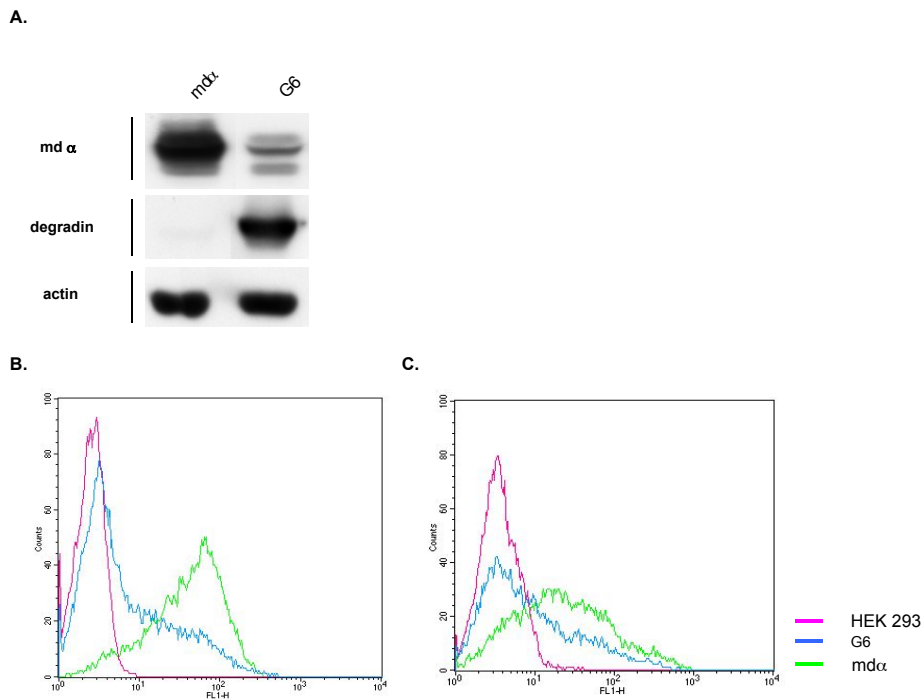 A.
mdα
G6
md α
degradin
actin
B.
C.
100
80
60
40
20
0
Counts
10⁰
10¹
10²
10³
10⁴
FL1-H
100
80
60
40
20
0
Counts
10⁰
10¹
10²
10³
10⁴
FL1-H
HEK 293
G6
mdα